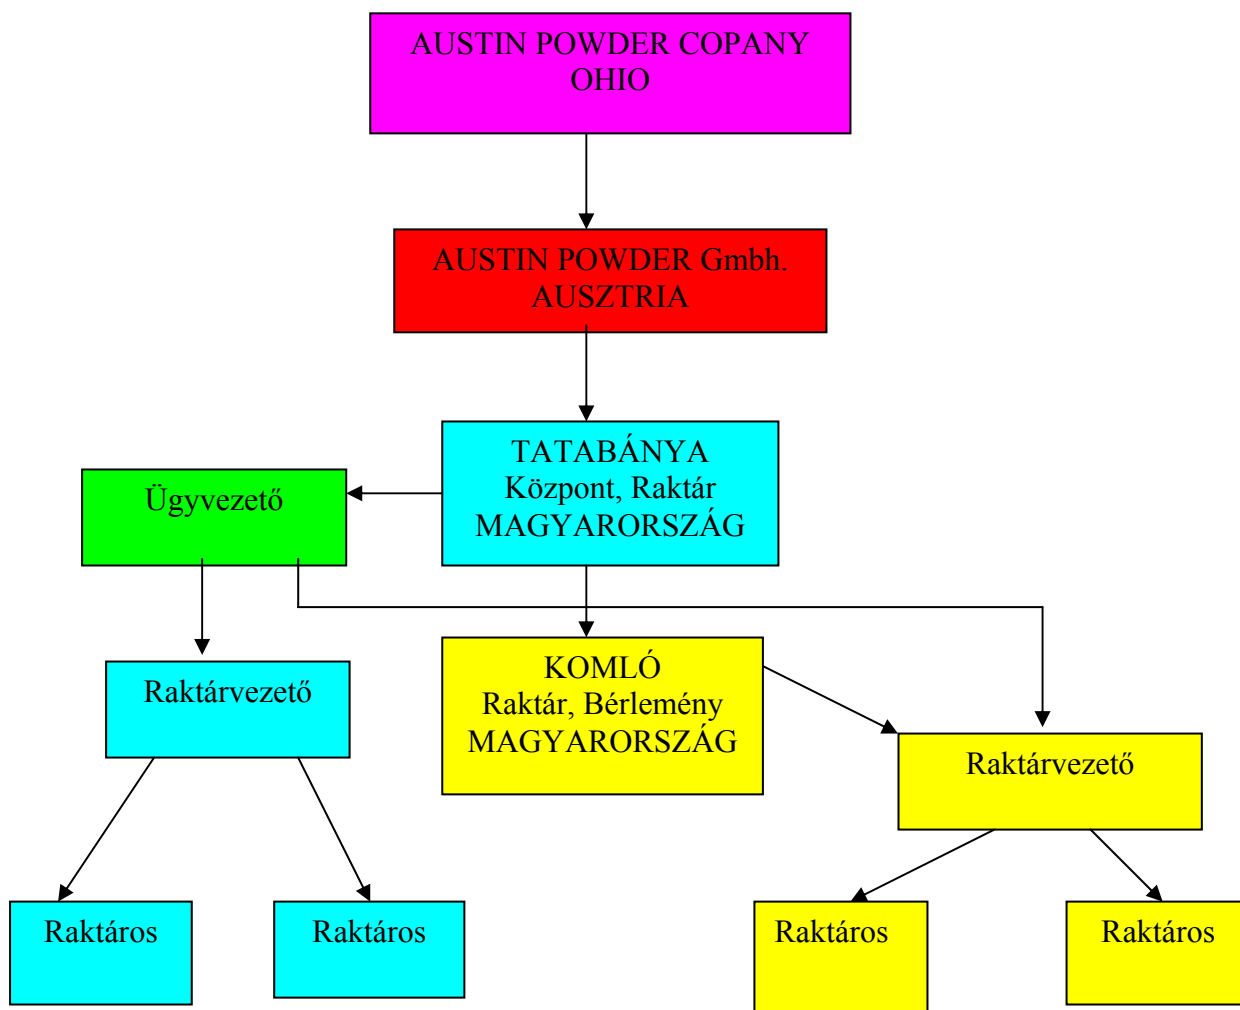 AUSTIN POWDER COPANY
OHIO
AUSTIN POWDER Gmbh.
AUSZTRIA
TATABÁNYA
Központ, Raktár
MAGYARORSZÁG
Ügyvezető
KOMLÓ
Raktár, Bérlemény
MAGYARORSZÁG
Raktárvezető
Raktárvezető
Raktáros
Raktáros
Raktáros
Raktáros